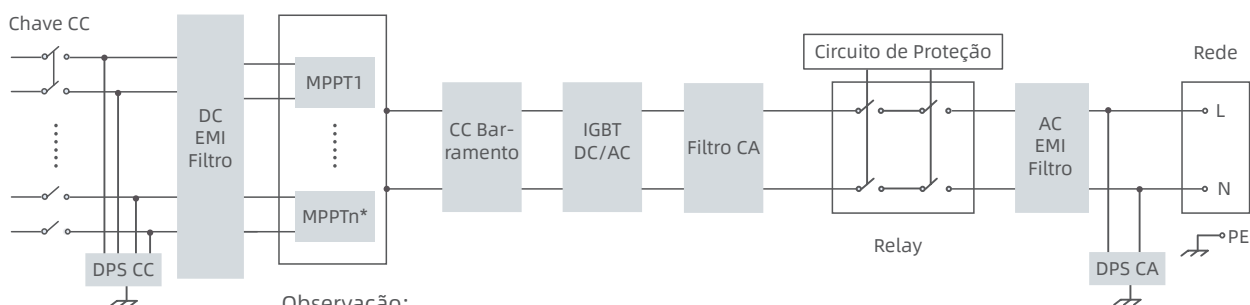 Chave CC
DC
EMI
Filtro
MPPT1
MPPTn*
DPS CC
CC Bar-
ramento
IGBT
DC/AC
Filtro CA
Circuito de Proteção
Relay
AC
EMI
Filtro
Rede
L
N
PE
DPS CA
Observação: